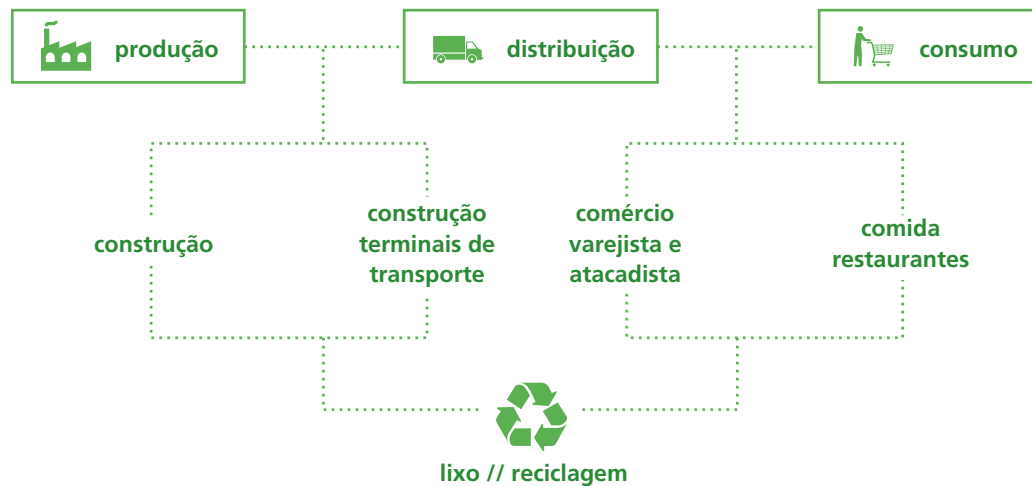 produção
distribuição
consumo
construção
construção
terminais de
transporte
comércio
varejista e
atacadista
comida
restaurantes
lixo // reciclagem